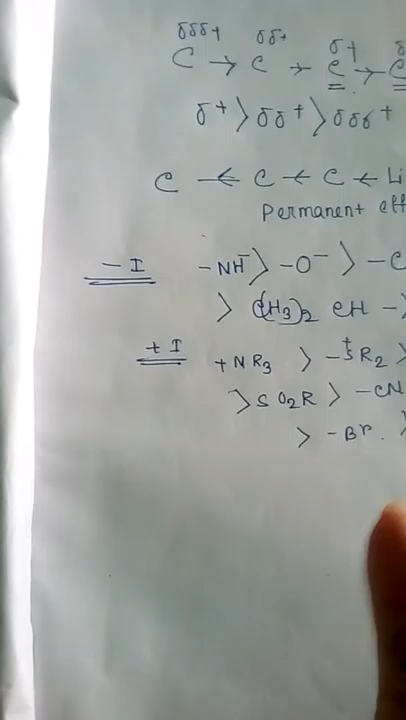 δδδ+ δδ+ δ+ δ
C → C → C → C
δ+ > δδ+ > δδδ+
C ← C ← C ← Li
Permanent eff
- I - NH⁻ > -O⁻ > -C
> (CH3)2 CH -
+ I + NR3 > -S⁺R2 >
> SO2R > -CN
> - Br.